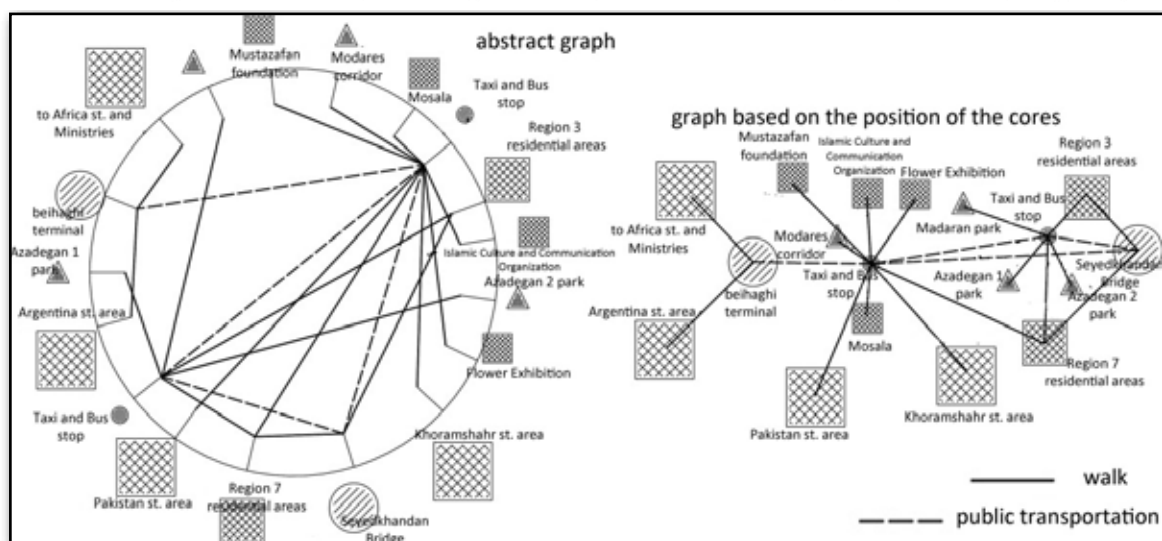 abstract graph
Mustazafan
foundation
Modares
corridor
Mosala
Taxi and Bus
stop
to Africa st. and
Ministries
Region 3
residential areas
beihaghi
terminal
Azadegan 1
park
Islamic Culture and Communication
Organization
Azadegan 2 park
Argentina st. area
Flower Exhibition
Taxi and Bus
stop
Khoramshahr st. area
Pakistan st. area
Region 7
residential areas
Seyedkhandan
Bridge
graph based on the position of the cores
Mustazafan
foundation
Islamic Culture and
Communication
Organization
Flower Exhibition
Region 3
residential areas
Taxi and Bus
stop
Madaran park
to Africa st. and
Ministries
Modares
corridor
Taxi and Bus
stop
beihaghi
terminal
Azadegan 1
park
Seyedkhandan
Bridge
Azadegan 2
park
Argentina st. area
Mosala
Region 7
residential areas
Khoramshahr st. area
Pakistan st. area
walk
public transportation